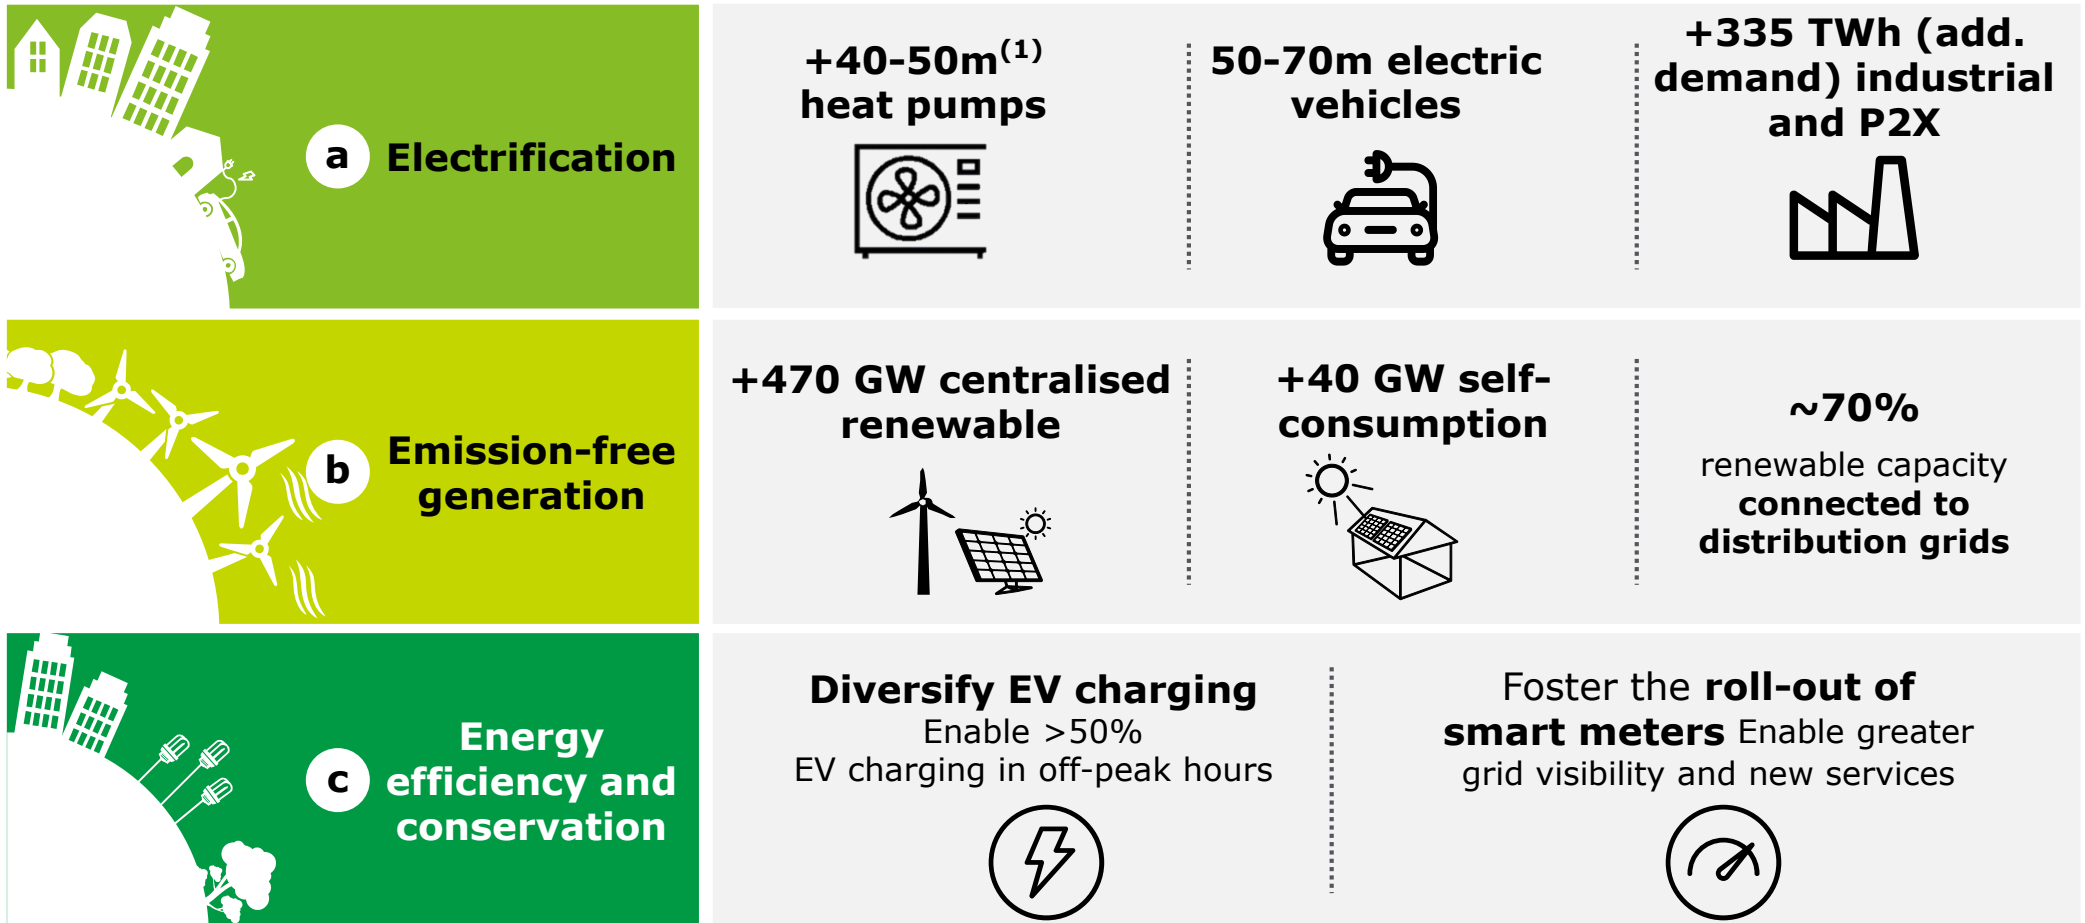 a
Electrification
+40-50m(1)
heat pumps
50-70m electric
vehicles
+335 TWh (add.
demand) industrial
and P2X
b
Emission-free
generation
+470 GW centralised
renewable
+40 GW self-
consumption
~70%
renewable capacity
connected to
distribution grids
c
Energy
efficiency and
conservation
Diversify EV charging
Enable >50%
EV charging in off-peak hours
Foster the roll-out of
smart meters Enable greater
grid visibility and new services